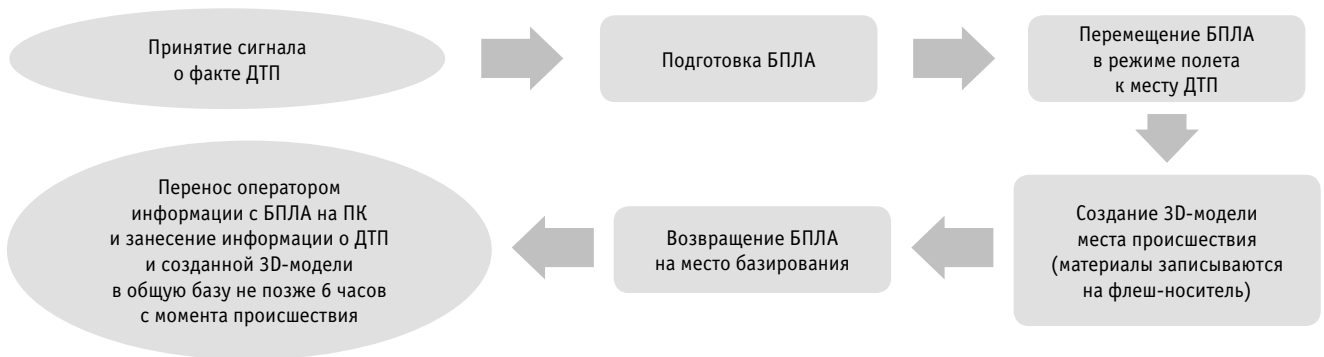 Принятие сигнала
о факте ДТП
Подготовка БПЛА
Перемещение БПЛА
в режиме полета
к месту ДТП
Создание 3D-модели
места происшествия
(материалы записываются
на флеш-носитель)
Возвращение БПЛА
на место базирования
Перенос оператором
информации с БПЛА на ПК
и занесение информации о ДТП
и созданной 3D-модели
в общую базу не позже 6 часов
с момента происшествия